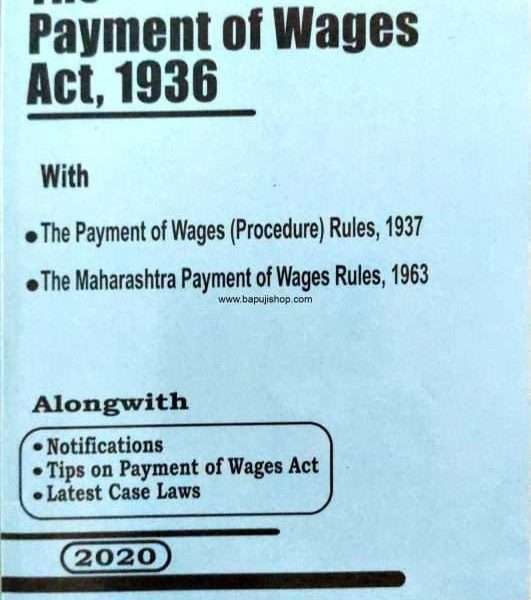 The
Payment of Wages
Act, 1936
With
• The Payment of Wages (Procedure) Rules, 1937
• The Maharashtra Payment of Wages Rules, 1963
www.bapujishop.com
Alongwith
• Notifications
• Tips on Payment of Wages Act
• Latest Case Laws
2020